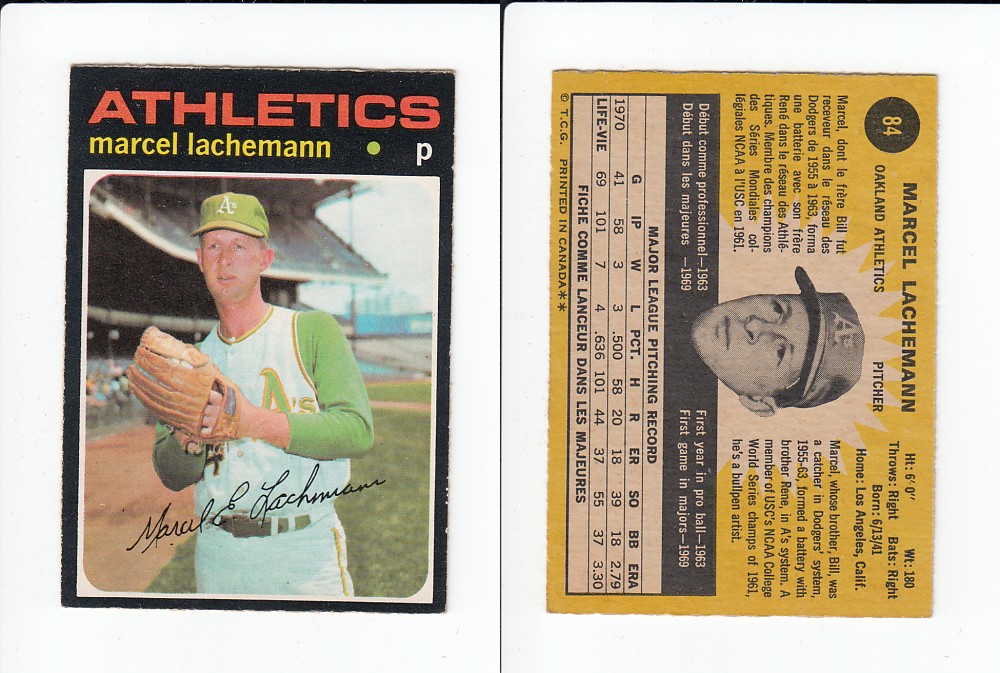 ATHLETICS
marcel lachemann • p
A's
A's
Marcel E Lachemann
84
MARCEL LACHEMANN
OAKLAND ATHLETICS PITCHER
Ht: 6'0" Wt: 180
Throws: Right Bats: Right
Born: 6/13/41
Home: Los Angeles, Calif.
Marcel, dont le frère Bill fut
receveur dans le réseau des
Dodgers de 1955 à 1963, forma
une batterie avec son frère
René dans le réseau des Athlé-
tiques. Membre des champions
des Séries Mondiales col-
légiales NCAA à l'USC en 1961.
A's
Marcel, whose brother, Bill, was
a catcher in Dodgers' system,
1955-63, formed a battery with
brother Rene, in A's system. A
member of USC's NCAA College
World Series champs of 1961,
he's a bullpen artist.
Début comme professionnel—1963
Début dans les majeures —1969
First year in pro ball—1963
First game in majors—1969
MAJOR LEAGUE PITCHING RECORD
G IP W L PCT. H R ER SO BB ERA
1970 41 58 3 3 .500 58 20 18 39 18 2.79
LIFE-VIE 69 101 7 4 .636 101 44 37 55 37 3.30
FICHE COMME LANCEUR DANS LES MAJEURES
© T.C.G. PRINTED IN CANADA**